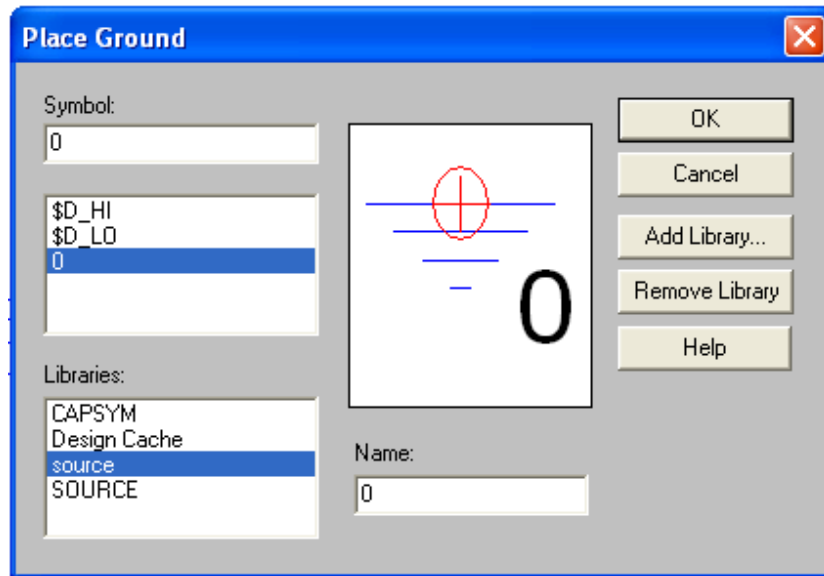 Place Ground
Symbol:
0
$D_HI
$D_LO
0
Libraries:
CAPSYM
Design Cache
source
SOURCE
0
Name:
0
OK
Cancel
Add Library...
Remove Library
Help